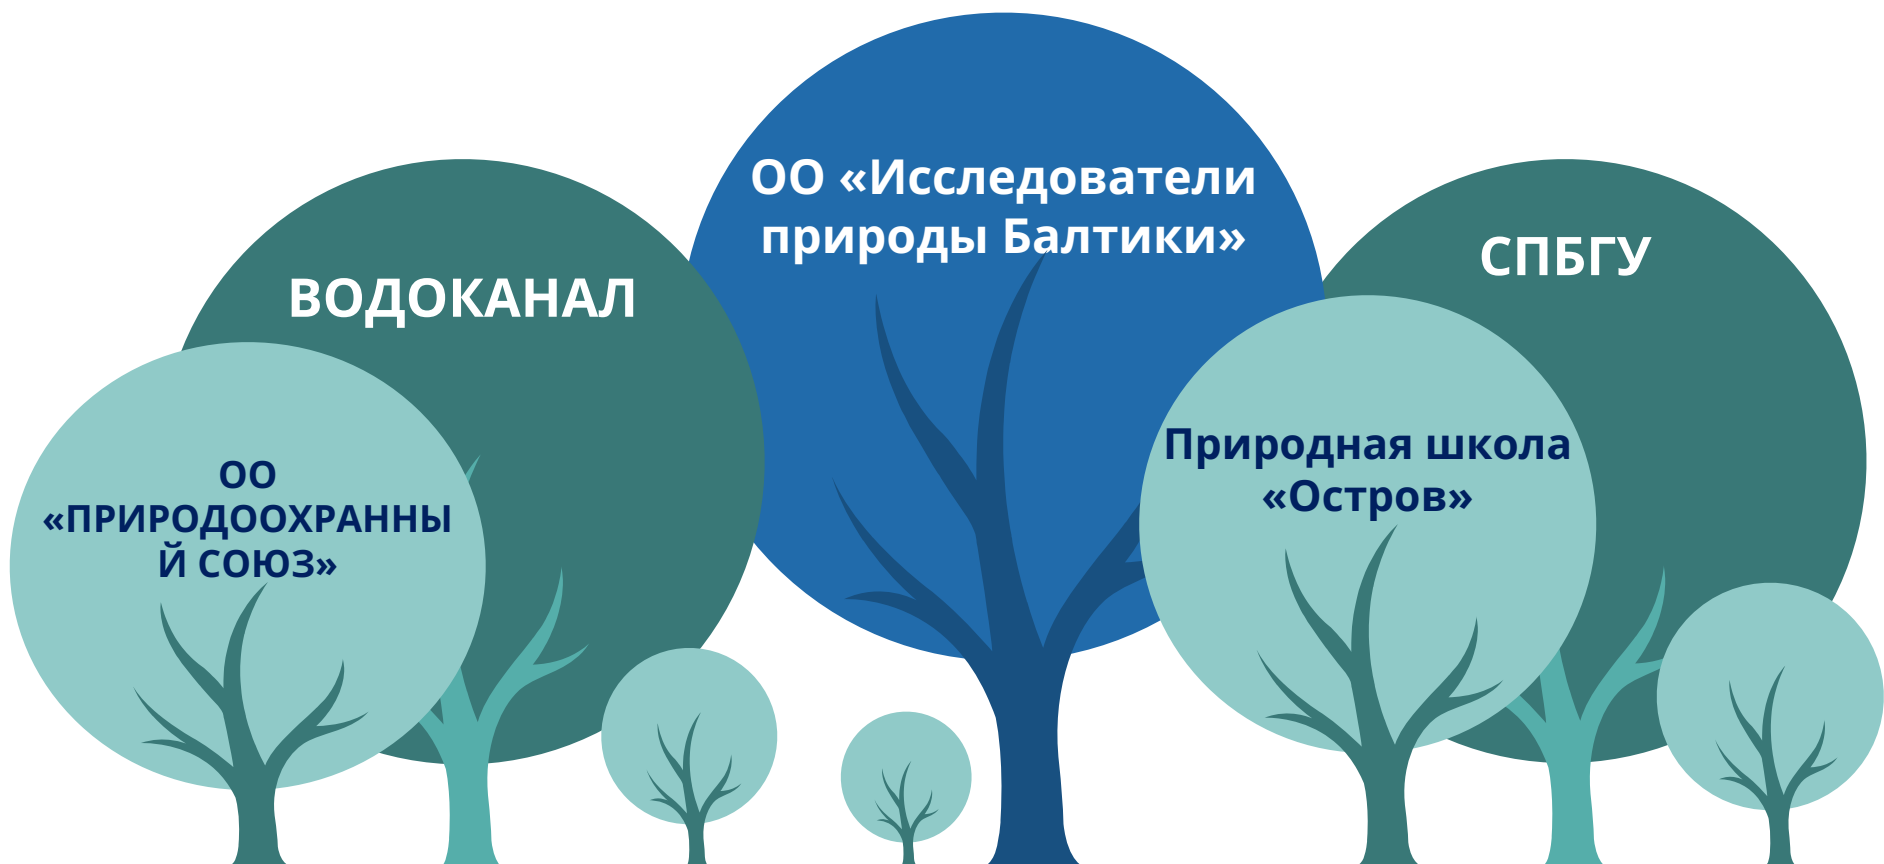 ОО «Исследователи
природы Балтики»
ВОДОКАНАЛ
СПБГУ
ОО
«ПРИРОДООХРАННЫ
Й СОЮЗ»
Природная школа
«Остров»